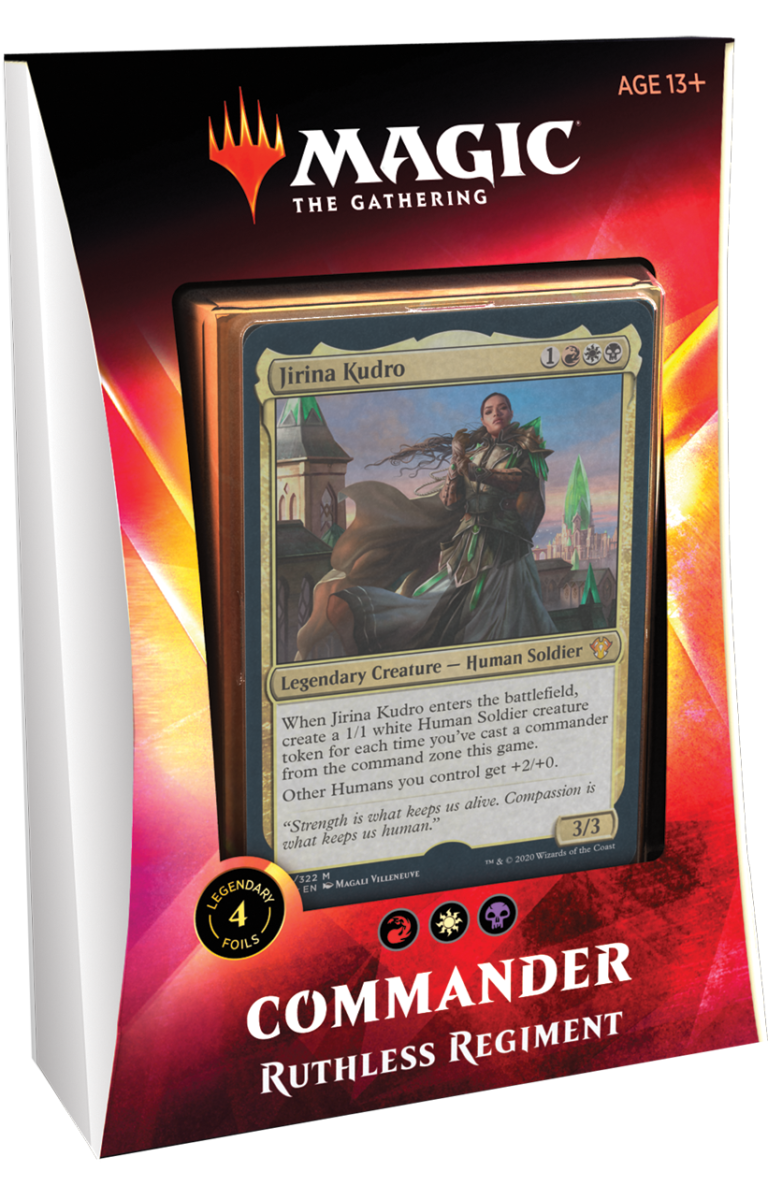 AGE 13+
MAGIC
THE GATHERING
Jirina Kudro
1
Legendary Creature — Human Soldier
When Jirina Kudro enters the battlefield,
create a 1/1 white Human Soldier creature
token for each time you've cast a commander
from the command zone this game.
Other Humans you control get +2/+0.
"Strength is what keeps us alive. Compassion is
what keeps us human."
3/3
/322 M
EN MAGALI VILLENEUVE
™ & © 2020 Wizards of the Coast
LEGENDARY
4
FOILS
COMMANDER
RUTHLESS REGIMENT